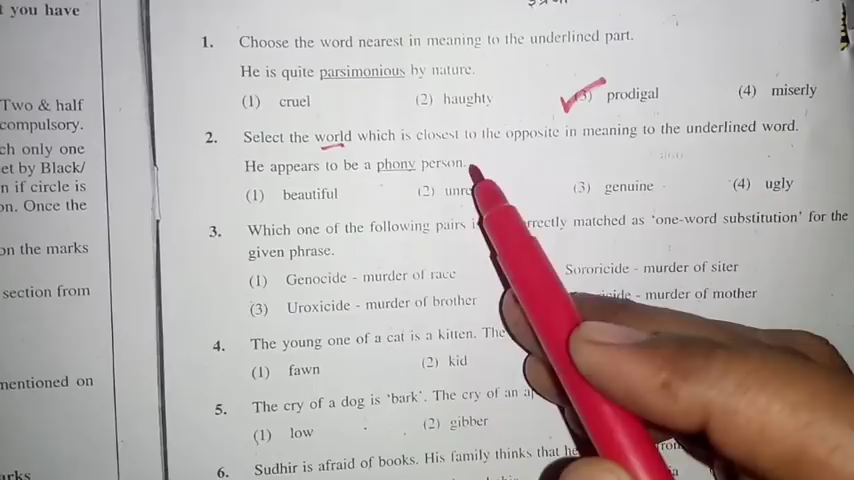 t you have
Two & half
compulsory.
ch only one
et by Black/
n if circle is
on. Once the
on the marks
section from
mentioned on
arks
1. Choose the word nearest in meaning to the underlined part.
He is quite parsimonious by nature.
(1) cruel (2) haughty (3) prodigal (4) miserly
2. Select the world which is closest to the opposite in meaning to the underlined word.
He appears to be a phony person.
(1) beautiful (2) (3) genuine (4) ugly
3. Which one of the following pairs matched as 'one-word substitution' for the
given phrase.
(1) Genocide - murder of race Sororicide - murder of siter
(3) Uroxicide - murder of brother - murder of mother
4. The young one of a cat is a kitten. The
(1) fawn (2) kid
5. The cry of a dog is 'bark'. The cry of an
(1) low (2) gibber
6. Sudhir is afraid of books. His family thinks that he